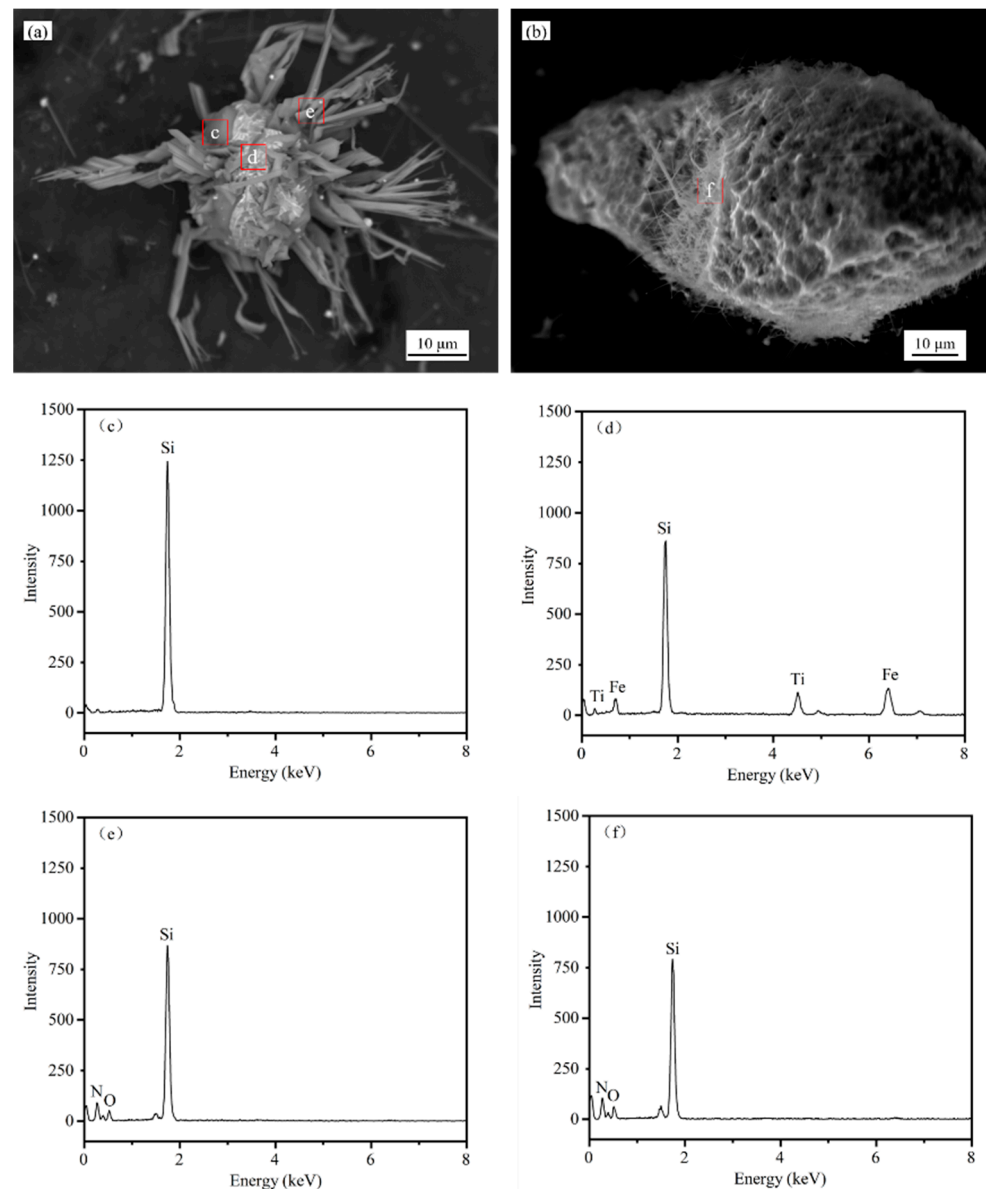 (a)
c
d
e
10 μm
(b)
f
10 μm
(c)
Si
1500
1250
1000
750
500
250
0
Intensity
0 2 4 6 8
Energy (keV)
(d)
Si
Ti Fe Ti Fe
1500
1250
1000
750
500
250
0
Intensity
0 2 4 6 8
Energy (keV)
(e)
Si
N O
1500
1250
1000
750
500
250
0
Intensity
0 2 4 6 8
Energy (keV)
(f)
Si
N O
1500
1250
1000
750
500
250
0
Intensity
0 2 4 6 8
Energy (keV)